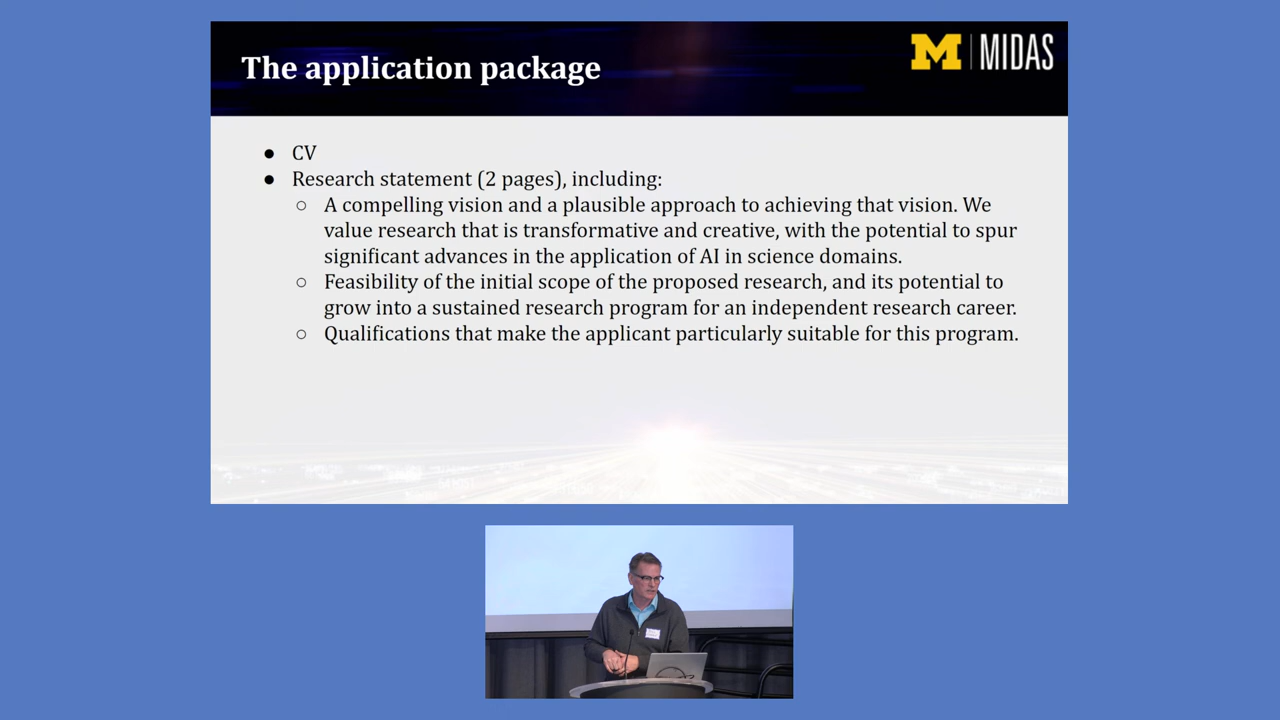 The application package
M | MIDAS
● CV
● Research statement (2 pages), including:
○ A compelling vision and a plausible approach to achieving that vision. We
value research that is transformative and creative, with the potential to spur
significant advances in the application of AI in science domains.
○ Feasibility of the initial scope of the proposed research, and its potential to
grow into a sustained research program for an independent research career.
○ Qualifications that make the applicant particularly suitable for this program.